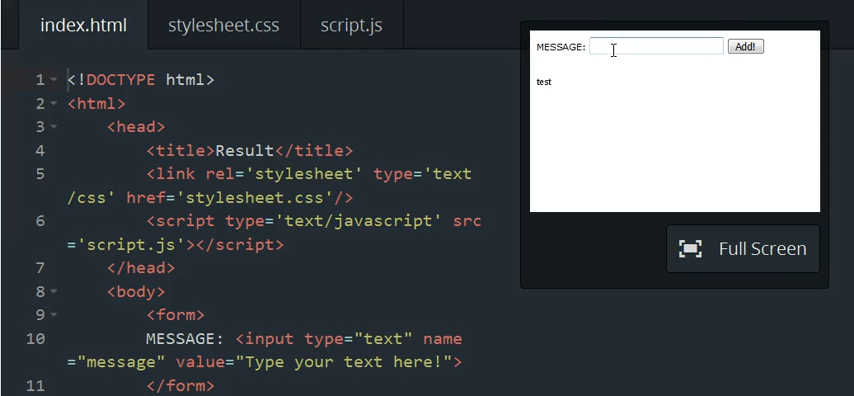 index.html stylesheet.css script.js
1 <!DOCTYPE html>
2 <html>
3 <head>
4 <title>Result</title>
5 <link rel='stylesheet' type='text
/css' href='stylesheet.css'/>
6 <script type='text/javascript' src
='script.js'></script>
7 </head>
8 <body>
9 <form>
10 MESSAGE: <input type="text" name
="message" value="Type your text here!">
11 </form>
MESSAGE: Add!
test
Full Screen